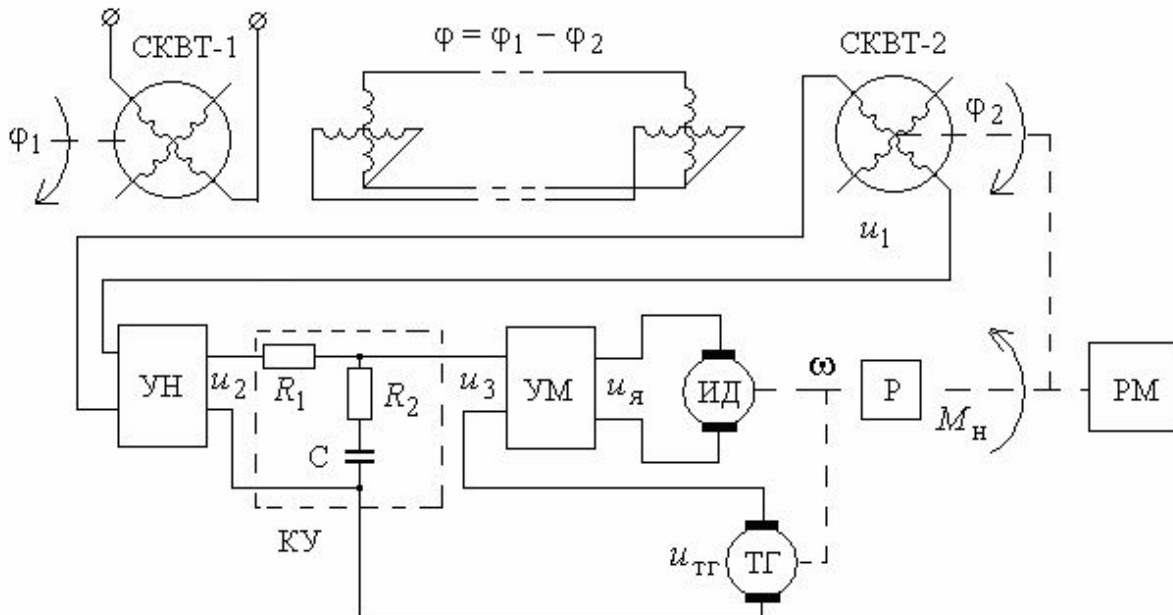 СКВТ-1
φ = φ₁ − φ₂
СКВТ-2
φ₁
φ₂
u₁
УН
u₂
R₁
R₂
C
КУ
u₃
УМ
uя
ИД
ω
Р
Mн
РМ
uтг
ТГ